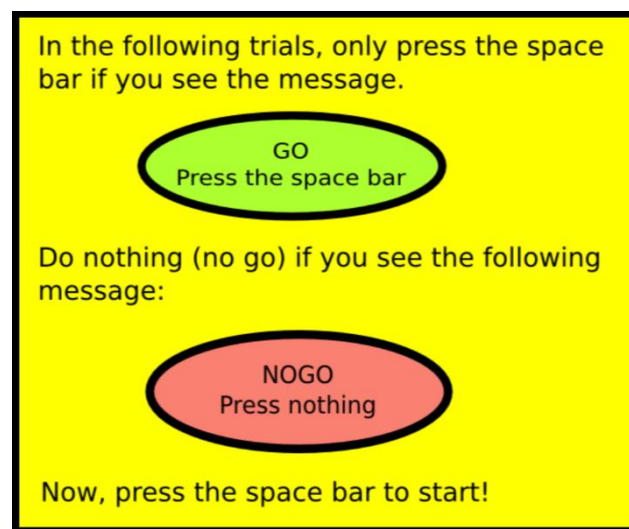 In the following trials, only press the space
bar if you see the message.
GO
Press the space bar
Do nothing (no go) if you see the following
message:
NOGO
Press nothing
Now, press the space bar to start!